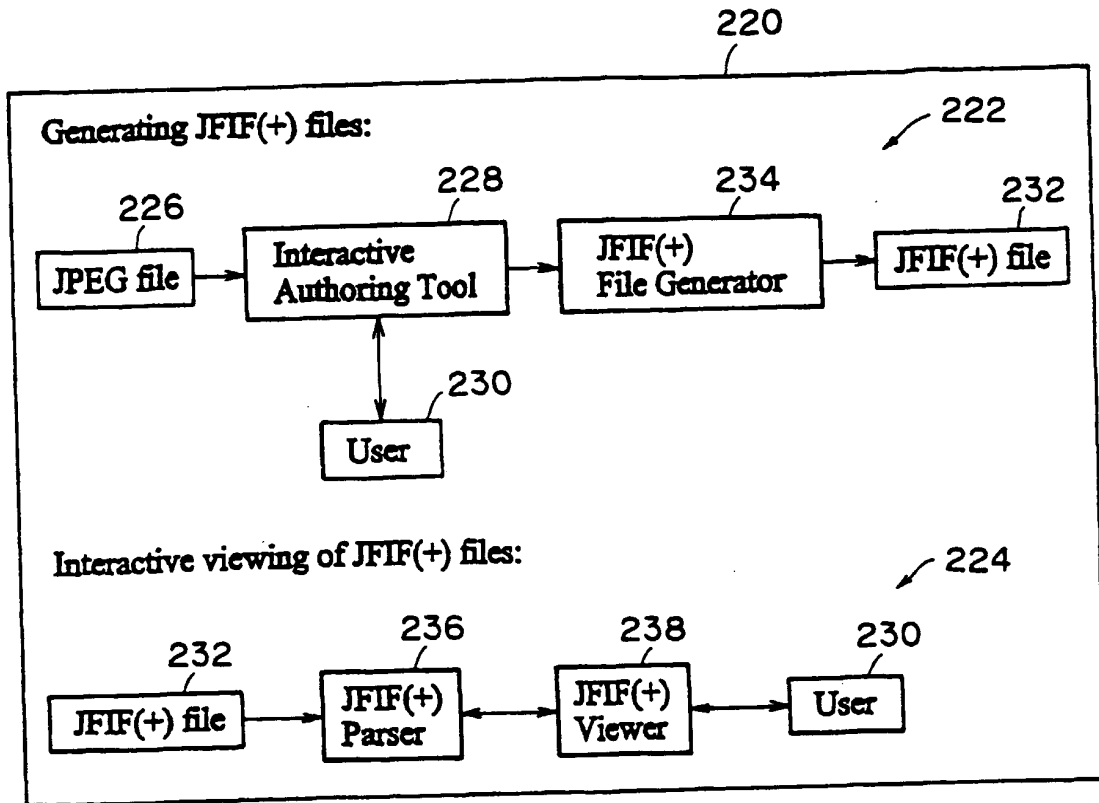 220
Generating JFIF(+) files:
222
226
228
234
232
JPEG file
Interactive
Authoring Tool
JFIF(+)
File Generator
JFIF(+) file
230
User
Interactive viewing of JFIF(+) files:
224
232
236
238
230
JFIF(+) file
JFIF(+)
Parser
JFIF(+)
Viewer
User